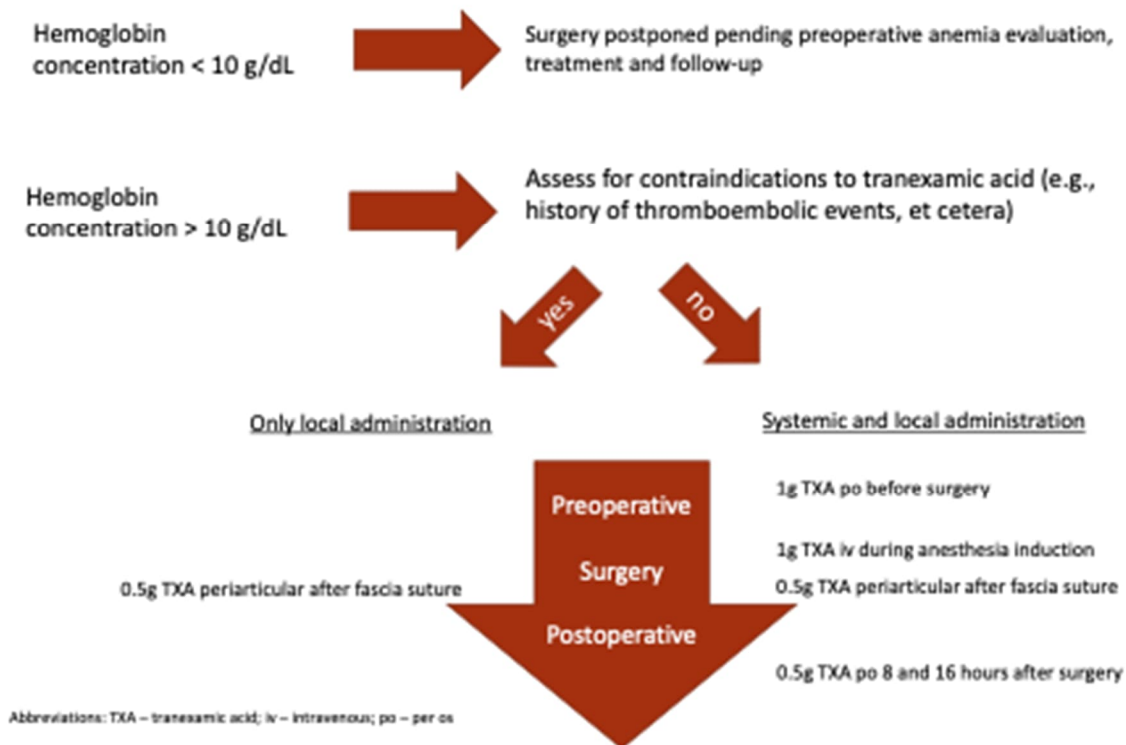 Hemoglobin
concentration < 10 g/dL
Surgery postponed pending preoperative anemia evaluation,
treatment and follow-up
Hemoglobin
concentration > 10 g/dL
Assess for contraindications to tranexamic acid (e.g.,
history of thromboembolic events, et cetera)
yes
no
Only local administration
Systemic and local administration
Preoperative
1g TXA po before surgery
1g TXA iv during anesthesia induction
Surgery
0.5g TXA periarticular after fascia suture
0.5g TXA periarticular after fascia suture
Postoperative
0.5g TXA po 8 and 16 hours after surgery
Abbreviations: TXA – tranexamic acid; iv – intravenous; po – per os